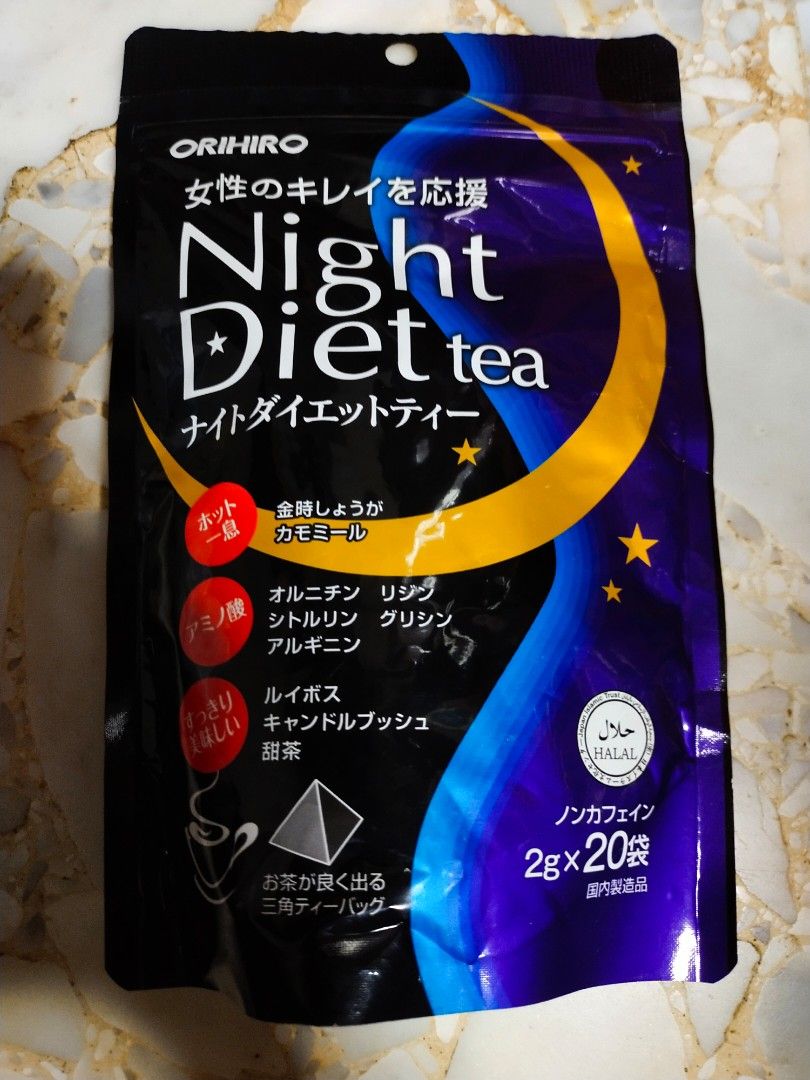 ORIHIRO
女性のキレイを応援
Night
Diet tea
ナイトダイエットティー
ホット
一息
金時しょうが
カモミール
アミノ酸
オルニチン リジン
シトルリン グリシン
アルギニン
すっきり
美味しい
ルイボス
キャンドルブッシュ
甜茶
Japan Islamic Trust
حلال
HALAL
ノンカフェイン
2g×20袋
国内製造品
お茶が良く出る
三角ティーバッグ